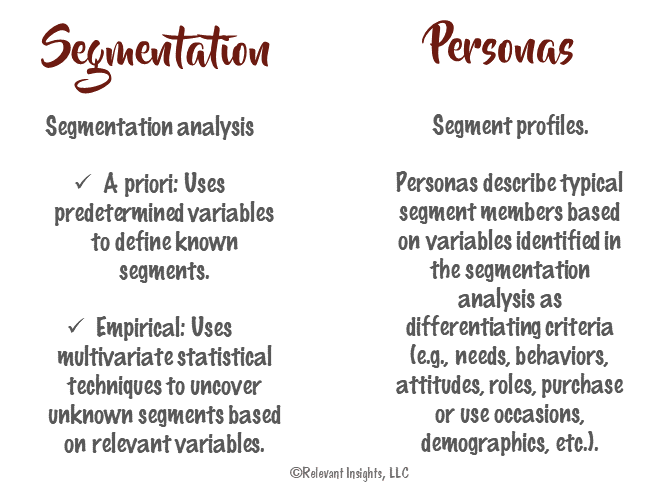 Segmentation
Segmentation analysis
✓ A priori: Uses
predetermined variables
to define known
segments.
✓ Empirical: Uses
multivariate statistical
techniques to uncover
unknown segments based
on relevant variables.
Personas
Segment profiles.
Personas describe typical
segment members based
on variables identified in
the segmentation
analysis as
differentiating criteria
(e.g., needs, behaviors,
attitudes, roles, purchase
or use occasions,
demographics, etc.).
©Relevant Insights, LLC